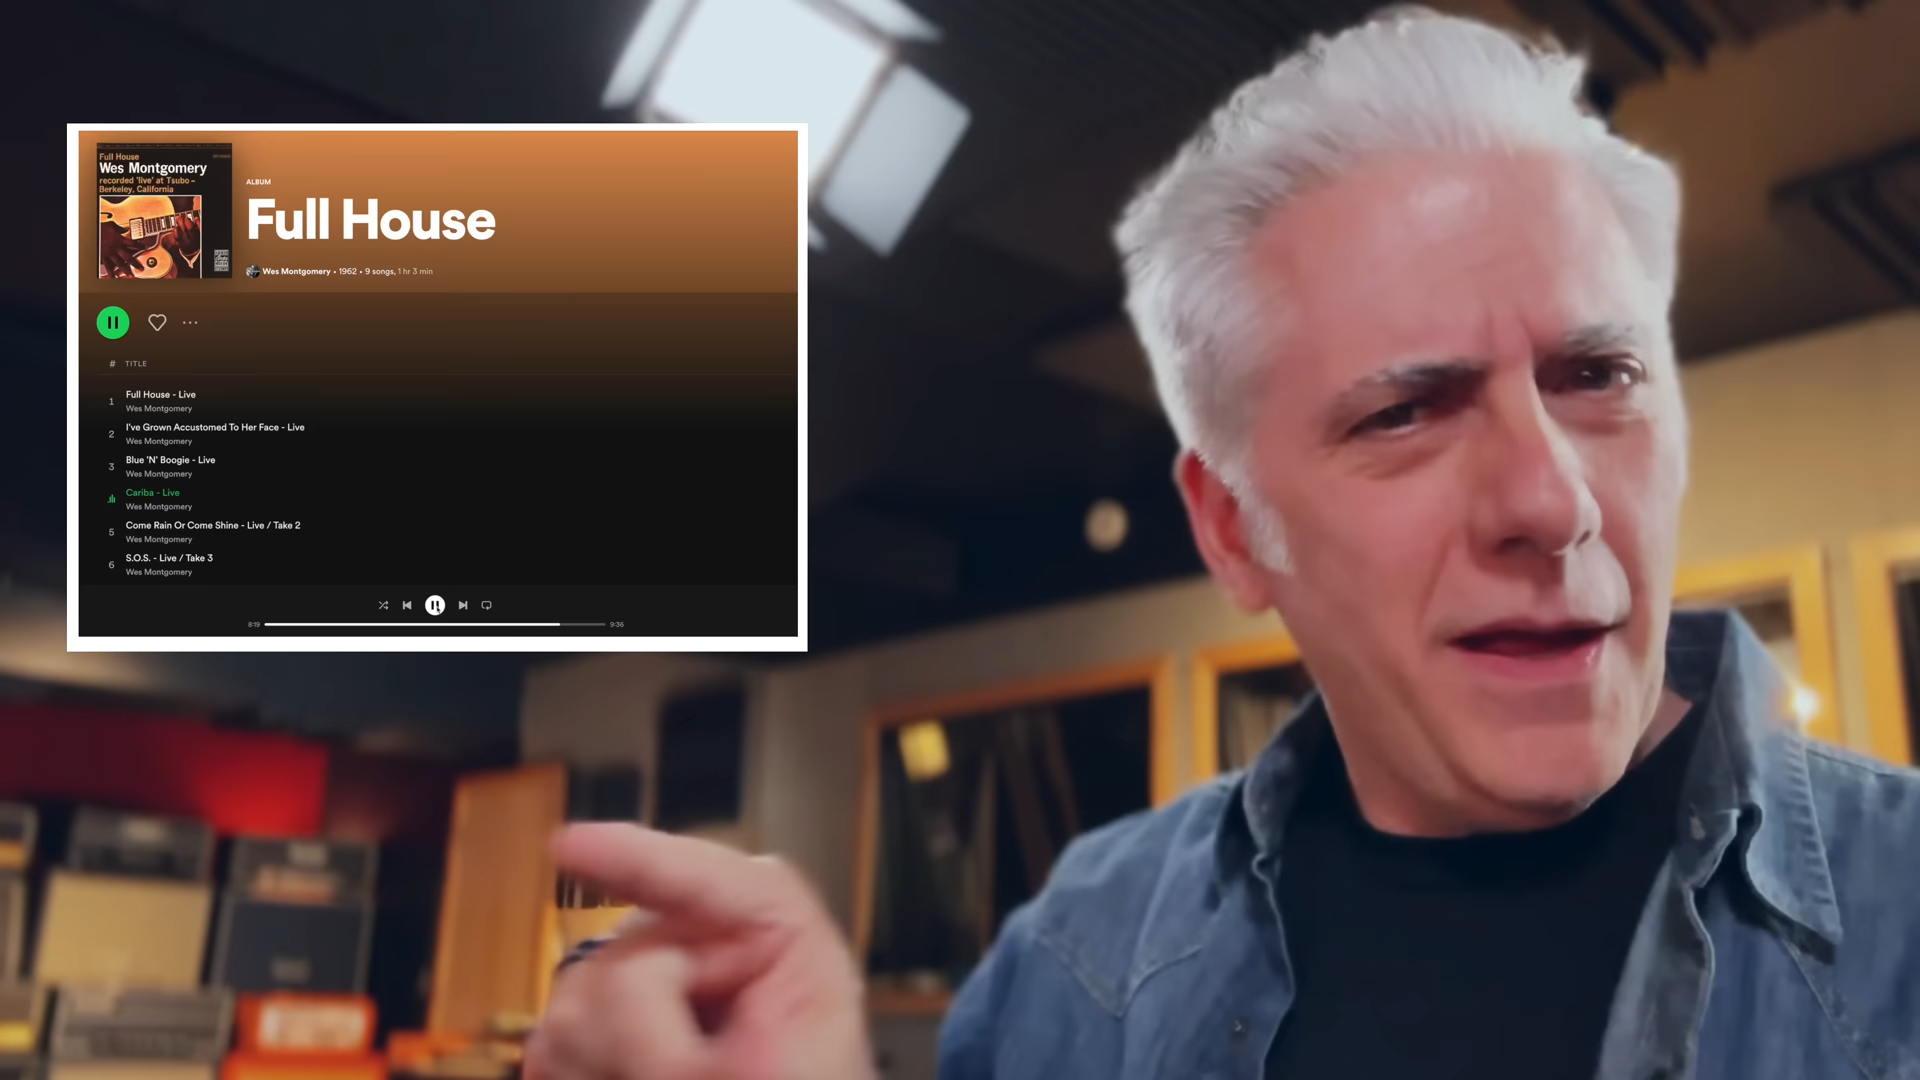 Full House
Wes Montgomery
recorded 'live' at Tsubo –
Berkeley, California
ALBUM
Full House
Wes Montgomery • 1962 • 9 songs, 1 hr 3 min
# TITLE
1 Full House - Live
Wes Montgomery
2 I've Grown Accustomed To Her Face - Live
Wes Montgomery
3 Blue 'N' Boogie - Live
Wes Montgomery
Cariba - Live
Wes Montgomery
5 Come Rain Or Come Shine - Live / Take 2
Wes Montgomery
6 S.O.S. - Live / Take 3
Wes Montgomery
8:19 9:36